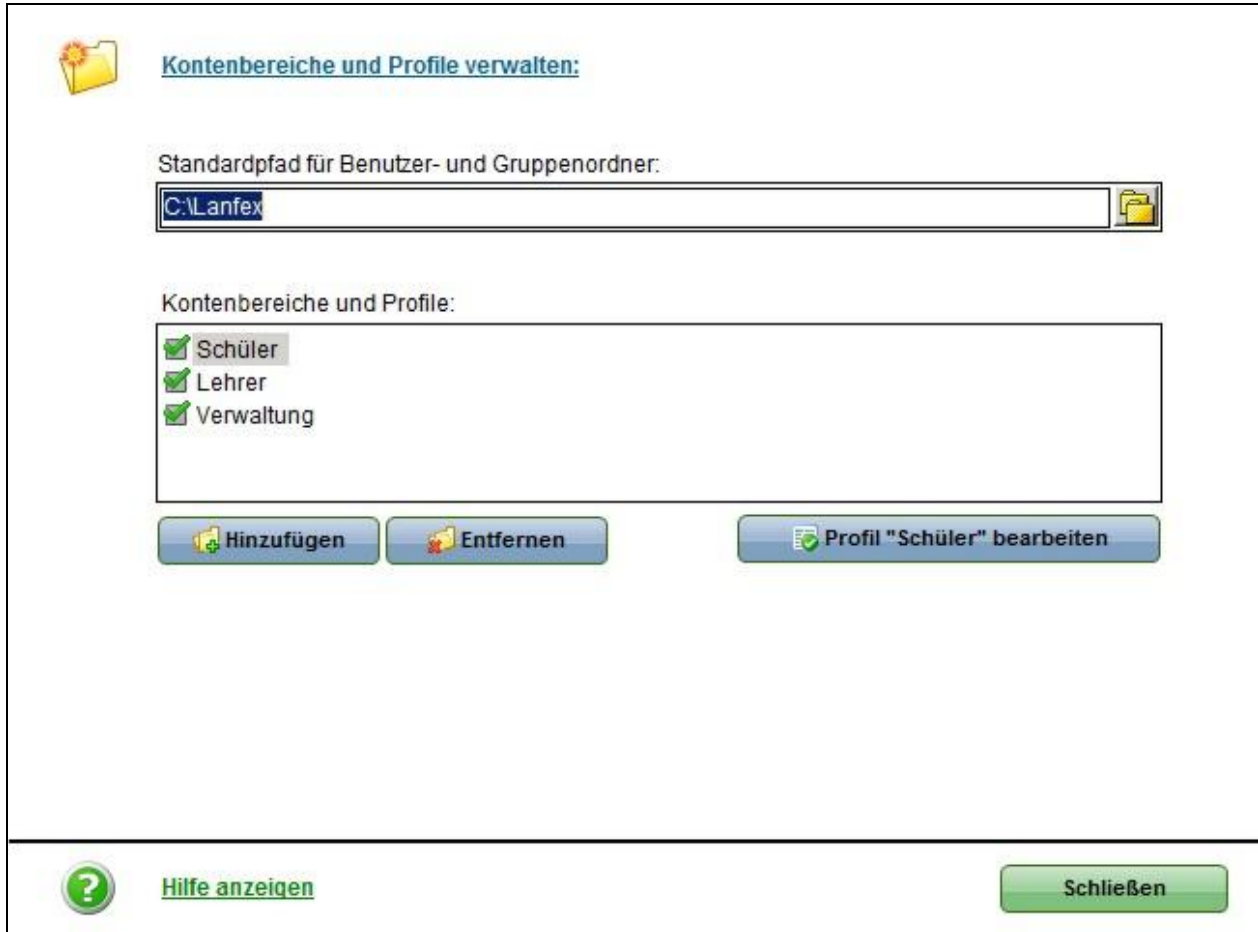 Kontenbereiche und Profile verwalten:
Standardpfad für Benutzer- und Gruppenordner:
C:\Lanfex
Kontenbereiche und Profile:
Schüler
Lehrer
Verwaltung
Hinzufügen Entfernen Profil "Schüler" bearbeiten
Hilfe anzeigen Schließen